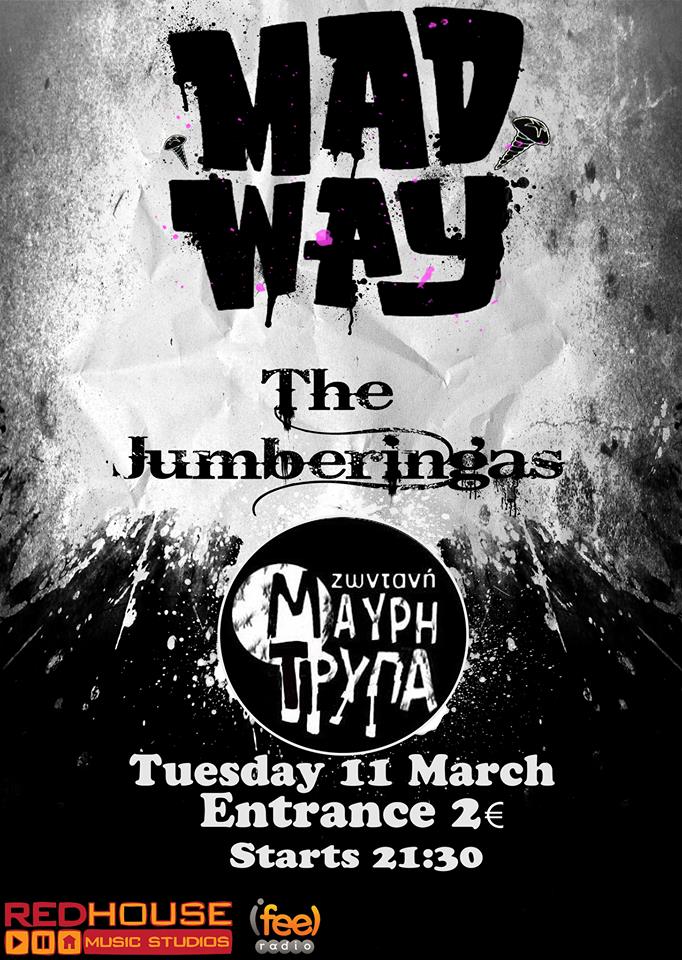 MAD
WAY
The
Jumberingas
ζωντανή
ΜΑΥΡΗ
ΤΡΥΠΑ
Tuesday 11 March
Entrance 2€
Starts 21:30
REDHOUSE
MUSIC STUDIOS
ifeel
radio